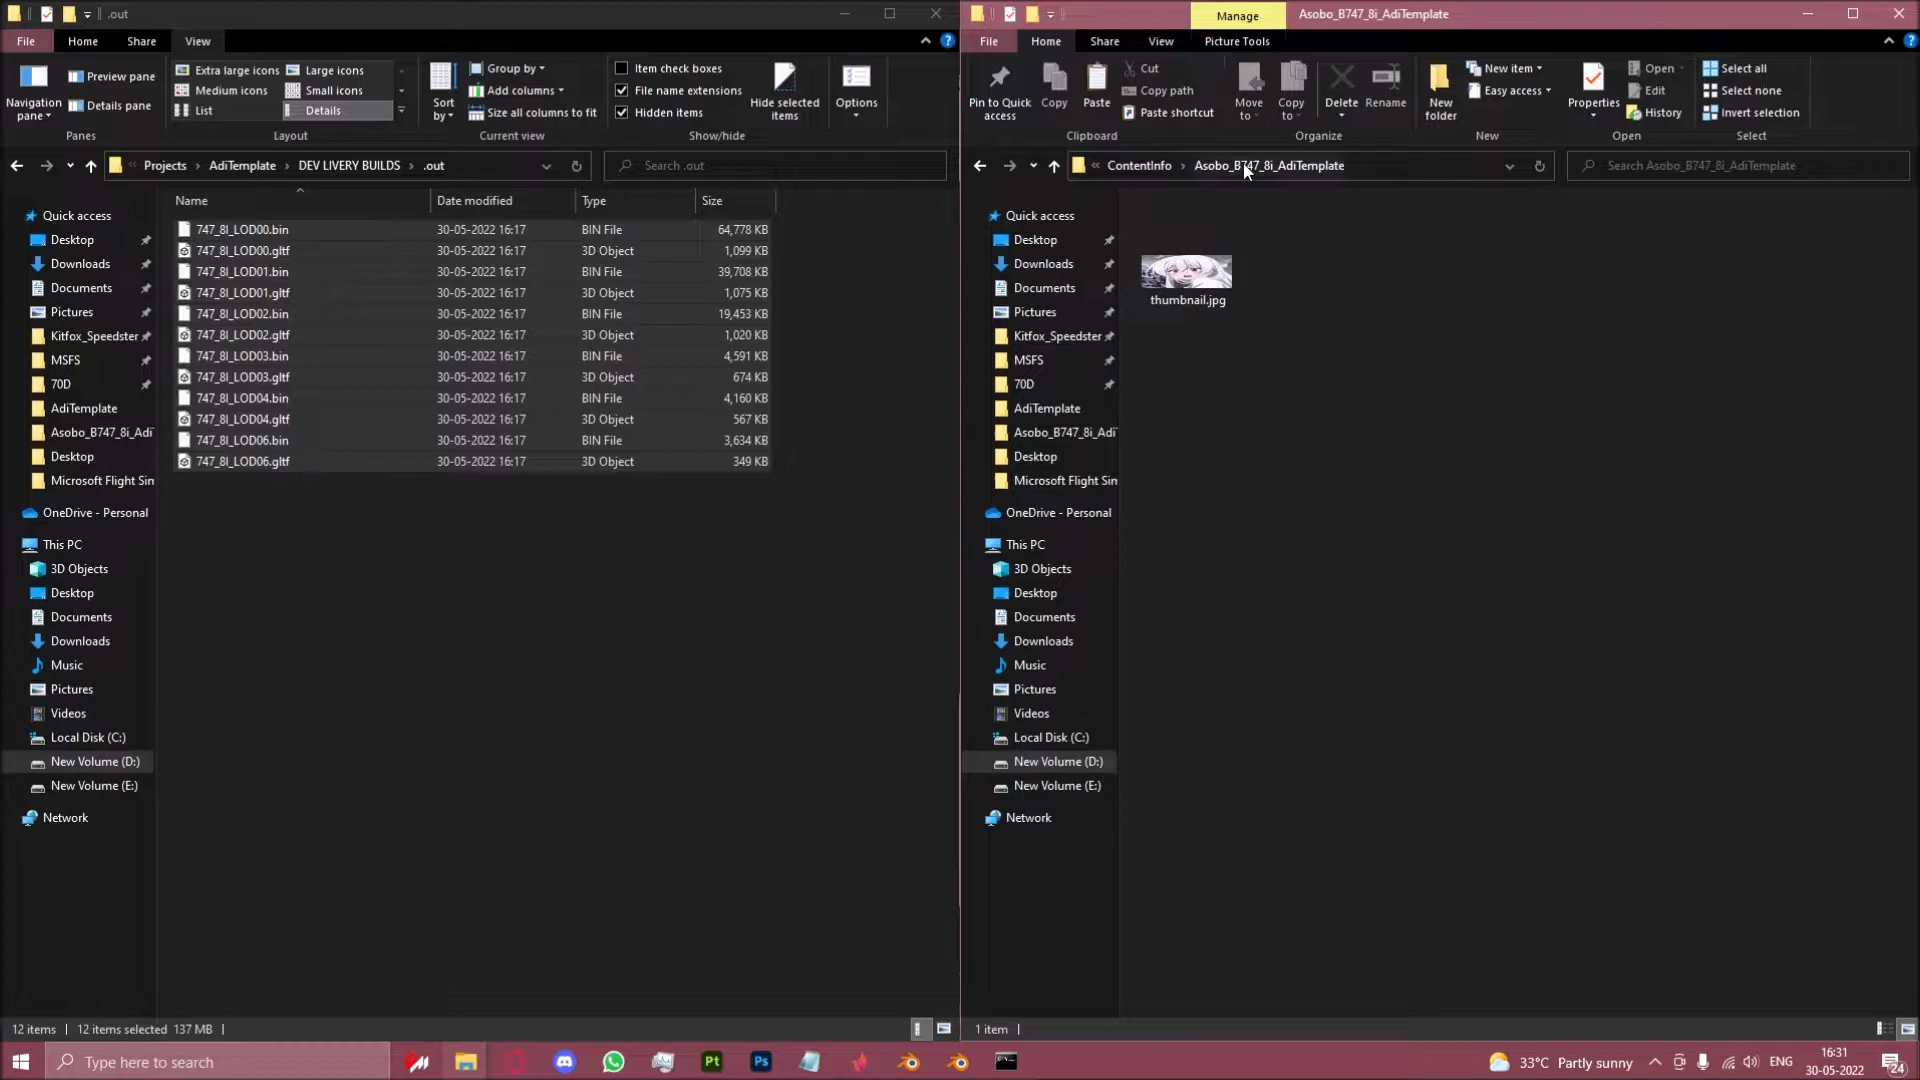 .out
File
Home
Share
View
Preview pane
Details pane
Navigation
pane
Panes
Extra large icons
Large icons
Medium icons
Small icons
List
Details
Layout
Sort
by
Group by
Add columns
Size all columns to fit
Current view
Item check boxes
File name extensions
Hidden items
Hide selected
items
Show/hide
Options
« Projects › AdiTemplate › DEV LIVERY BUILDS › .out
Search .out
Name Date modified Type Size
747_8I_LOD00.bin 30-05-2022 16:17 BIN File 64,778 KB
747_8I_LOD00.gltf 30-05-2022 16:17 3D Object 1,099 KB
747_8I_LOD01.bin 30-05-2022 16:17 BIN File 39,708 KB
747_8I_LOD01.gltf 30-05-2022 16:17 3D Object 1,075 KB
747_8I_LOD02.bin 30-05-2022 16:17 BIN File 19,453 KB
747_8I_LOD02.gltf 30-05-2022 16:17 3D Object 1,020 KB
747_8I_LOD03.bin 30-05-2022 16:17 BIN File 4,591 KB
747_8I_LOD03.gltf 30-05-2022 16:17 3D Object 674 KB
747_8I_LOD04.bin 30-05-2022 16:17 BIN File 4,160 KB
747_8I_LOD04.gltf 30-05-2022 16:17 3D Object 567 KB
747_8I_LOD06.bin 30-05-2022 16:17 BIN File 3,634 KB
747_8I_LOD06.gltf 30-05-2022 16:17 3D Object 349 KB
Quick access
Desktop
Downloads
Documents
Pictures
Kitfox_Speedster
MSFS
70D
AdiTemplate
Asobo_B747_8i_AdiT
Desktop
Microsoft Flight Sim
OneDrive - Personal
This PC
3D Objects
Desktop
Documents
Downloads
Music
Pictures
Videos
Local Disk (C:)
New Volume (D:)
New Volume (E:)
Network
12 items
12 items selected 137 MB
Manage
Asobo_B747_8i_AdiTemplate
File
Home
Share
View
Picture Tools
Pin to Quick
access
Copy
Paste
Cut
Copy path
Paste shortcut
Clipboard
Move
to
Copy
to
Delete
Rename
Organize
New
folder
New item
Easy access
New
Properties
Open
Edit
History
Open
Select all
Select none
Invert selection
Select
« ContentInfo › Asobo_B747_8i_AdiTemplate
Search Asobo_B747_8i_AdiTemplate
Quick access
Desktop
Downloads
Documents
Pictures
Kitfox_Speedster
MSFS
70D
AdiTemplate
Asobo_B747_8i_AdiT
Desktop
Microsoft Flight Sim
OneDrive - Personal
This PC
3D Objects
Desktop
Documents
Downloads
Music
Pictures
Videos
Local Disk (C:)
New Volume (D:)
New Volume (E:)
Network
thumbnail.jpg
1 item
Type here to search
Pt
Ps
33°C Partly sunny
ENG
16:31
30-05-2022
24